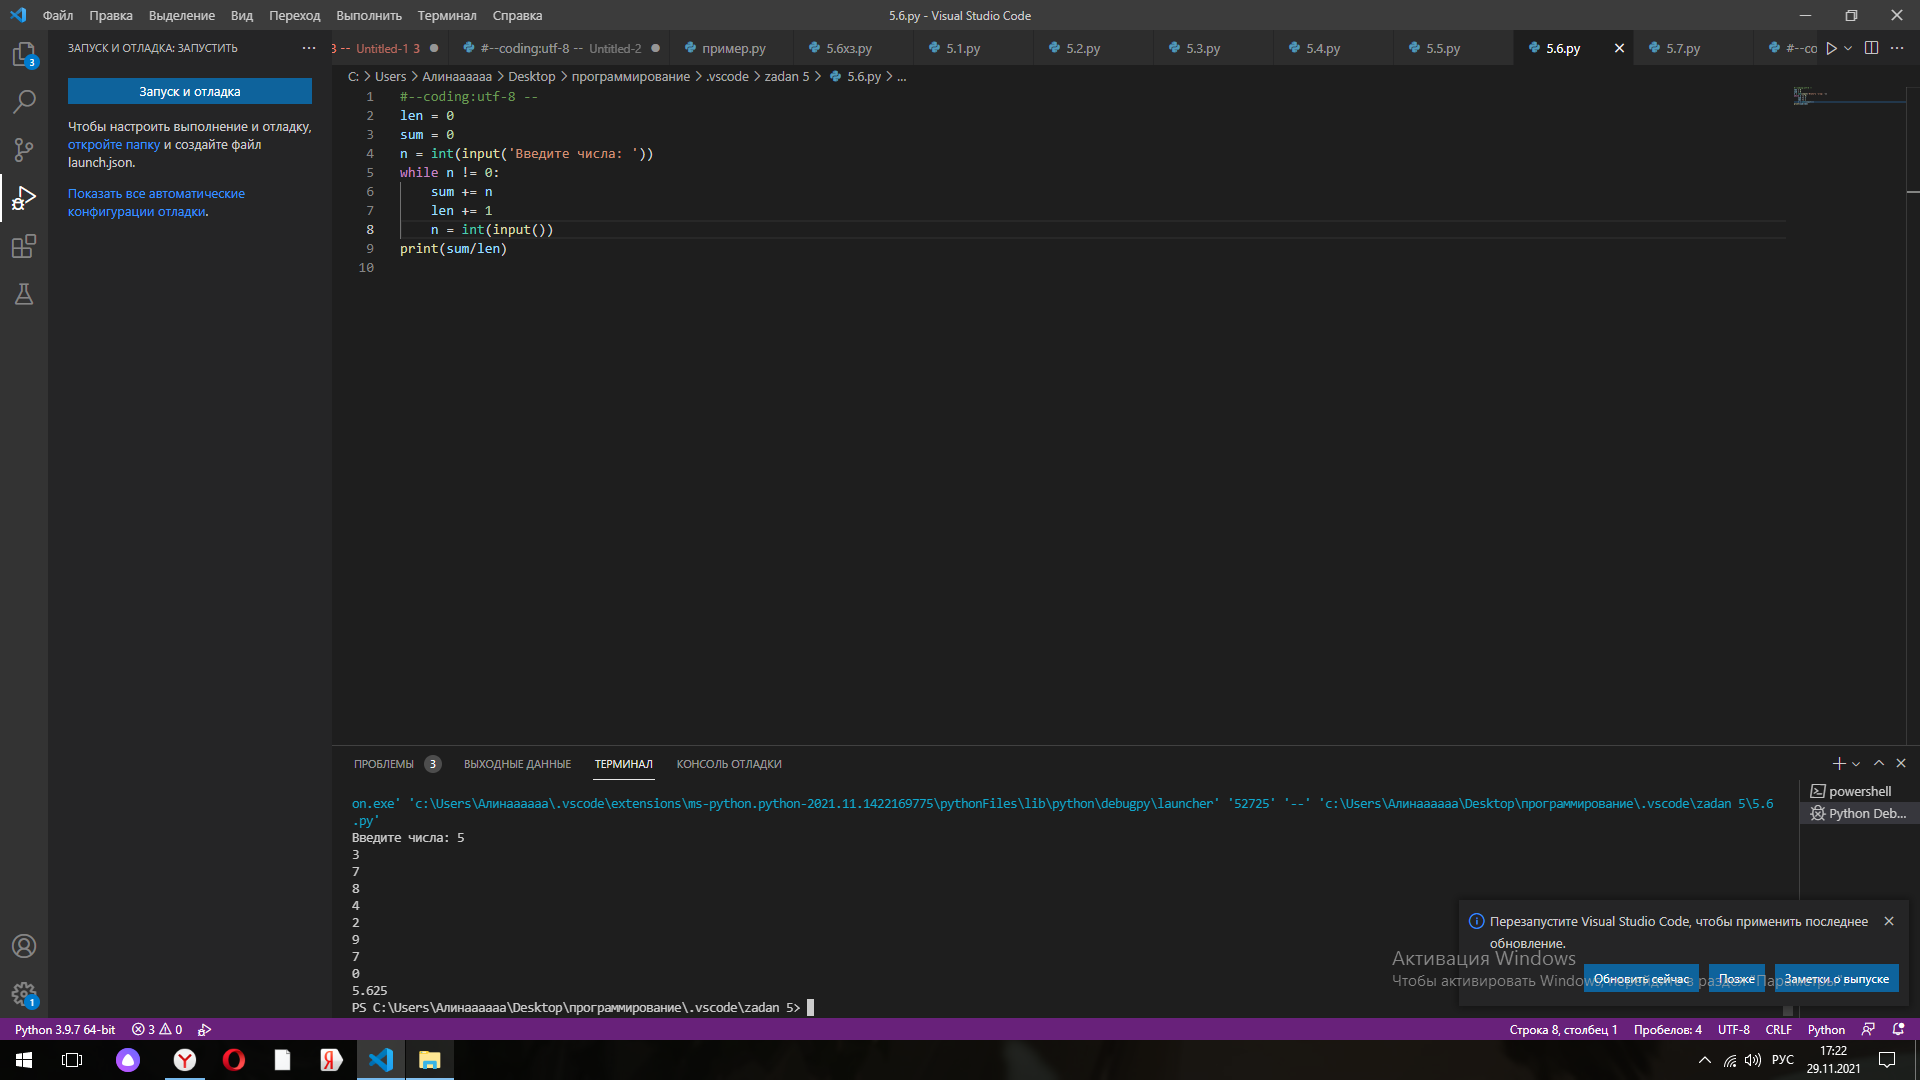 Файл Правка Выделение Вид Переход Выполнить Терминал Справка
5.6.py - Visual Studio Code
ЗАПУСК И ОТЛАДКА: ЗАПУСТИТЬ
3 -- Untitled-1 3 #--coding:utf-8 -- Untitled-2 пример.py 5.6хз.py 5.1.py 5.2.py 5.3.py 5.4.py 5.5.py 5.6.py 5.7.py #--co
C: > Users > Алинаааааа > Desktop > программирование > .vscode > zadan 5 > 5.6.py > ...
3
Запуск и отладка
Чтобы настроить выполнение и отладку,
откройте папку и создайте файл
launch.json.
Показать все автоматические
конфигурации отладки.
1 #--coding:utf-8 --
2 len = 0
3 sum = 0
4 n = int(input('Введите числа: '))
5 while n != 0:
6 sum += n
7 len += 1
8 n = int(input())
9 print(sum/len)
10
ПРОБЛЕМЫ 3 ВЫХОДНЫЕ ДАННЫЕ ТЕРМИНАЛ КОНСОЛЬ ОТЛАДКИ
on.exe' 'c:\Users\Алинаааааа\.vscode\extensions\ms-python.python-2021.11.1422169775\pythonFiles\lib\python\debugpy\launcher' '52725' '--' 'c:\Users\Алинаааааа\Desktop\программирование\.vscode\zadan 5\5.6
.py'
Введите числа: 5
3
7
8
4
2
9
7
0
5.625
PS C:\Users\Алинаааааа\Desktop\программирование\.vscode\zadan 5>
powershell
Python Deb...
Перезапустите Visual Studio Code, чтобы применить последнее
обновление.
Обновить сейчас Позже Заметки о выпуске
Активация Windows
Чтобы активировать Windows, перейдите в раздел "Параметры".
1
Python 3.9.7 64-bit 3 0
Строка 8, столбец 1 Пробелов: 4 UTF-8 CRLF Python
РУС
17:22
29.11.2021